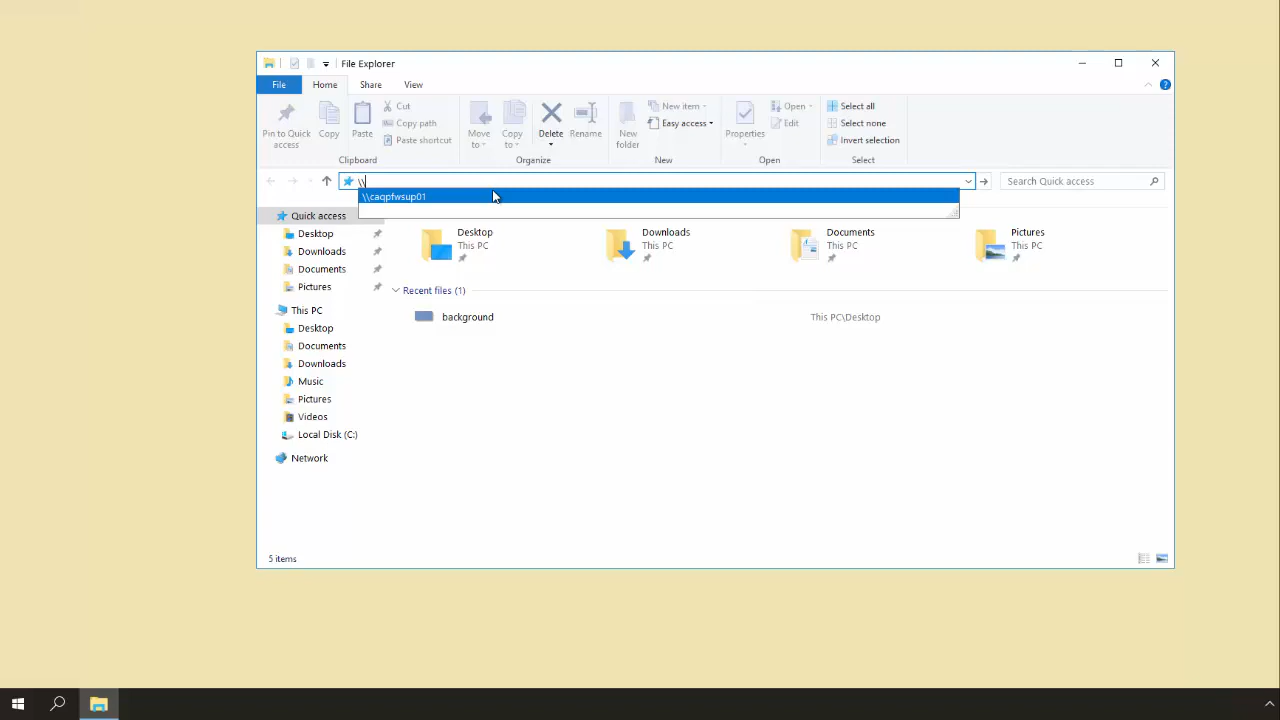 File Explorer
File Home Share View
Pin to Quick access
Copy
Paste
Cut
Copy path
Paste shortcut
Clipboard
Move to
Copy to
Delete
Rename
Organize
New folder
New item
Easy access
New
Properties
Open
Edit
Open
Select all
Select none
Invert selection
Select
\\
Search Quick access
\\caqpfwsup01
Quick access
Desktop
Downloads
Documents
Pictures
This PC
Desktop
Documents
Downloads
Music
Pictures
Videos
Local Disk (C:)
Network
Desktop
This PC
Downloads
This PC
Documents
This PC
Pictures
This PC
Recent files (1)
background
This PC\Desktop
5 items